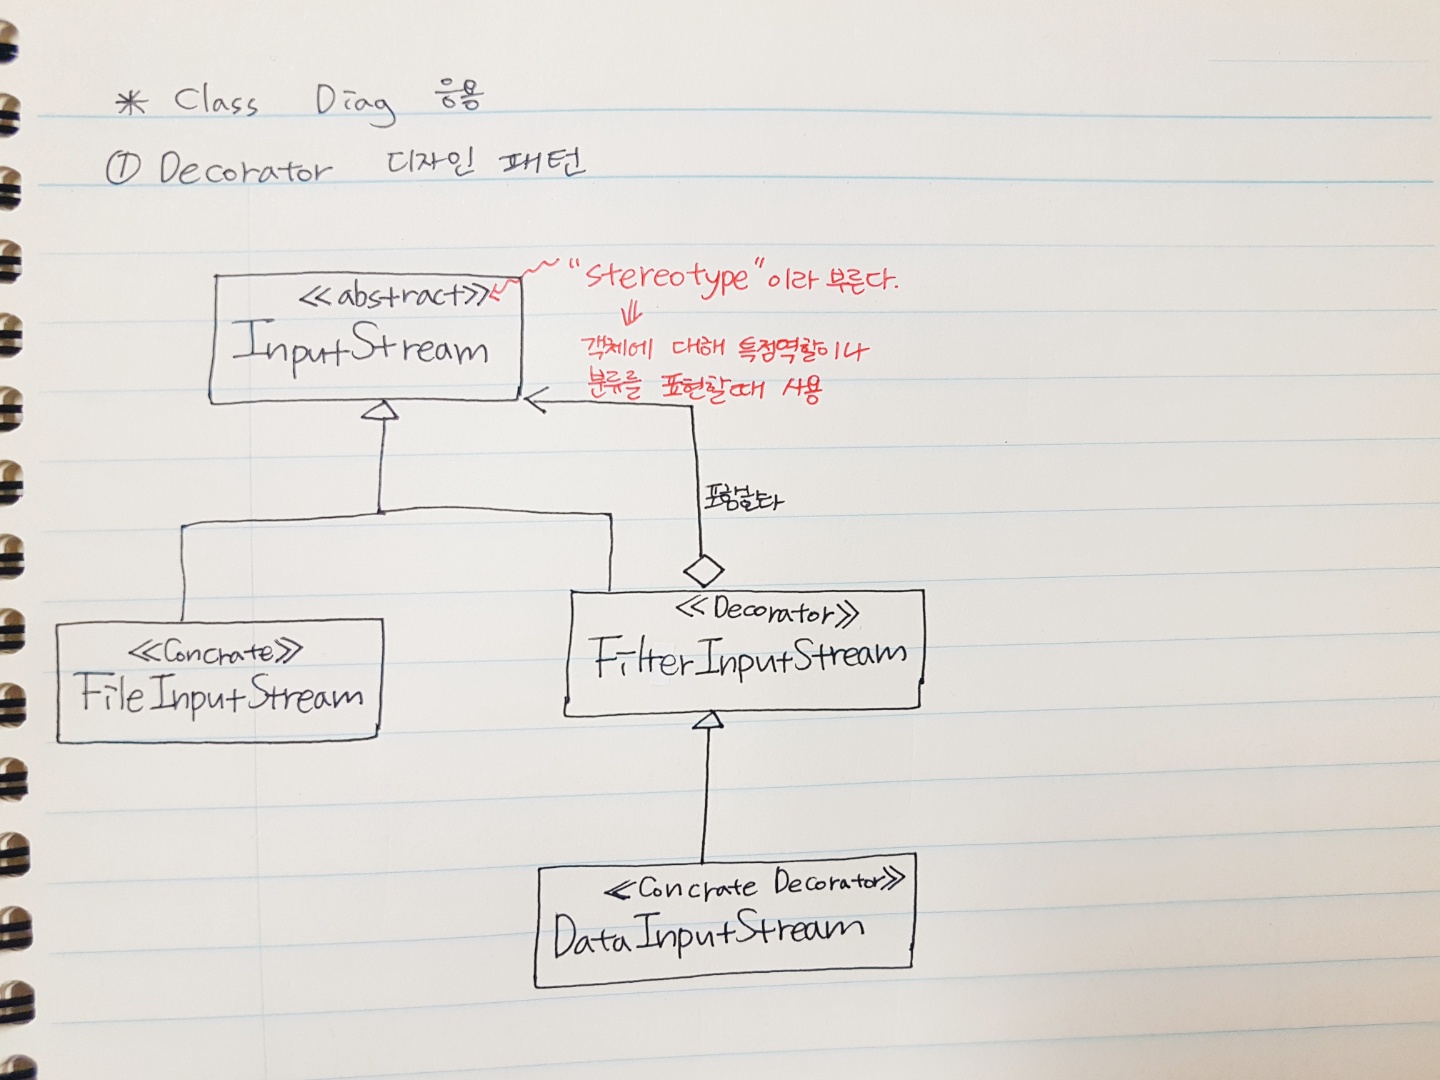 * Class Diag 응용
① Decorator 디자인 패턴
≪abstract≫
InputStream
"stereotype"이라 부른다.
객체에 대해 특정역할이나
분류를 표현할때 사용
포함한다
≪Concrate≫
FileInputStream
≪Decorator≫
FilterInputStream
≪Concrate Decorator≫
DataInputStream